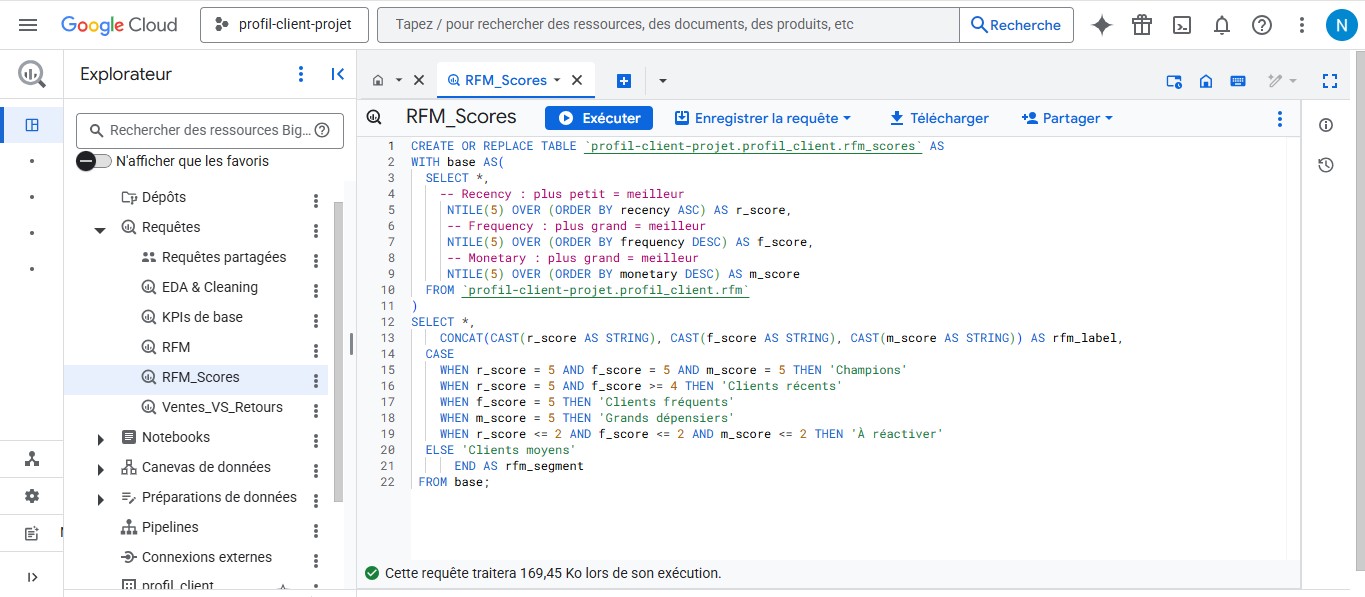 Google Cloud
profil-client-projet
Tapez / pour rechercher des ressources, des documents, des produits, etc
Recherche
N
Explorateur
Rechercher des ressources Big...
N'afficher que les favoris
Dépôts
Requêtes
Requêtes partagées
EDA & Cleaning
KPIs de base
RFM
RFM_Scores
Ventes_VS_Retours
Notebooks
Canevas de données
Préparations de données
Pipelines
Connexions externes
profil_client
RFM_Scores
RFM_Scores
Exécuter
Enregistrer la requête
Télécharger
Partager
1 CREATE OR REPLACE TABLE `profil-client-projet.profil_client.rfm_scores` AS
2 WITH base AS(
3 SELECT *,
4 -- Recency : plus petit = meilleur
5 NTILE(5) OVER (ORDER BY recency ASC) AS r_score,
6 -- Frequency : plus grand = meilleur
7 NTILE(5) OVER (ORDER BY frequency DESC) AS f_score,
8 -- Monetary : plus grand = meilleur
9 NTILE(5) OVER (ORDER BY monetary DESC) AS m_score
10 FROM `profil-client-projet.profil_client.rfm`
11 )
12 SELECT *,
13 CONCAT(CAST(r_score AS STRING), CAST(f_score AS STRING), CAST(m_score AS STRING)) AS rfm_label,
14 CASE
15 WHEN r_score = 5 AND f_score = 5 AND m_score = 5 THEN 'Champions'
16 WHEN r_score = 5 AND f_score >= 4 THEN 'Clients récents'
17 WHEN f_score = 5 THEN 'Clients fréquents'
18 WHEN m_score = 5 THEN 'Grands dépensiers'
19 WHEN r_score <= 2 AND f_score <= 2 AND m_score <= 2 THEN 'À réactiver'
20 ELSE 'Clients moyens'
21 END AS rfm_segment
22 FROM base;
Cette requête traitera 169,45 Ko lors de son exécution.